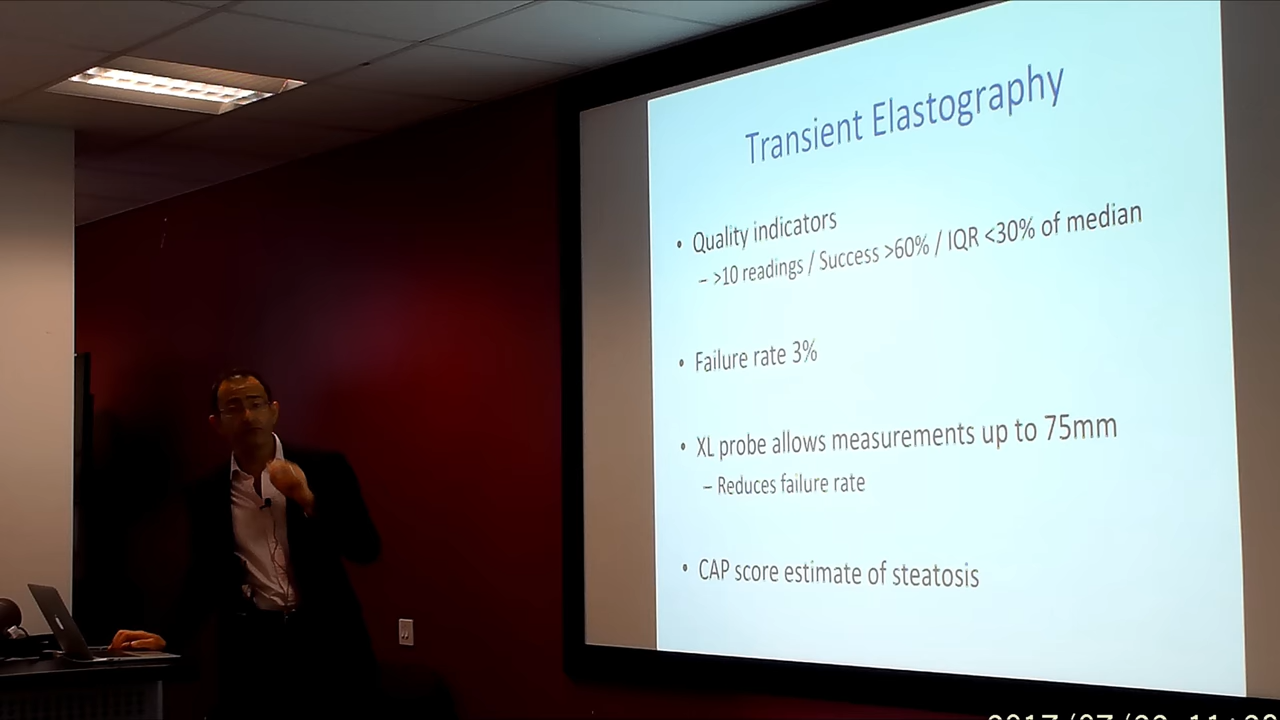 Transient Elastography
• Quality indicators
– >10 readings / Success >60% / IQR <30% of median
• Failure rate 3%
• XL probe allows measurements up to 75mm
– Reduces failure rate
• CAP score estimate of steatosis